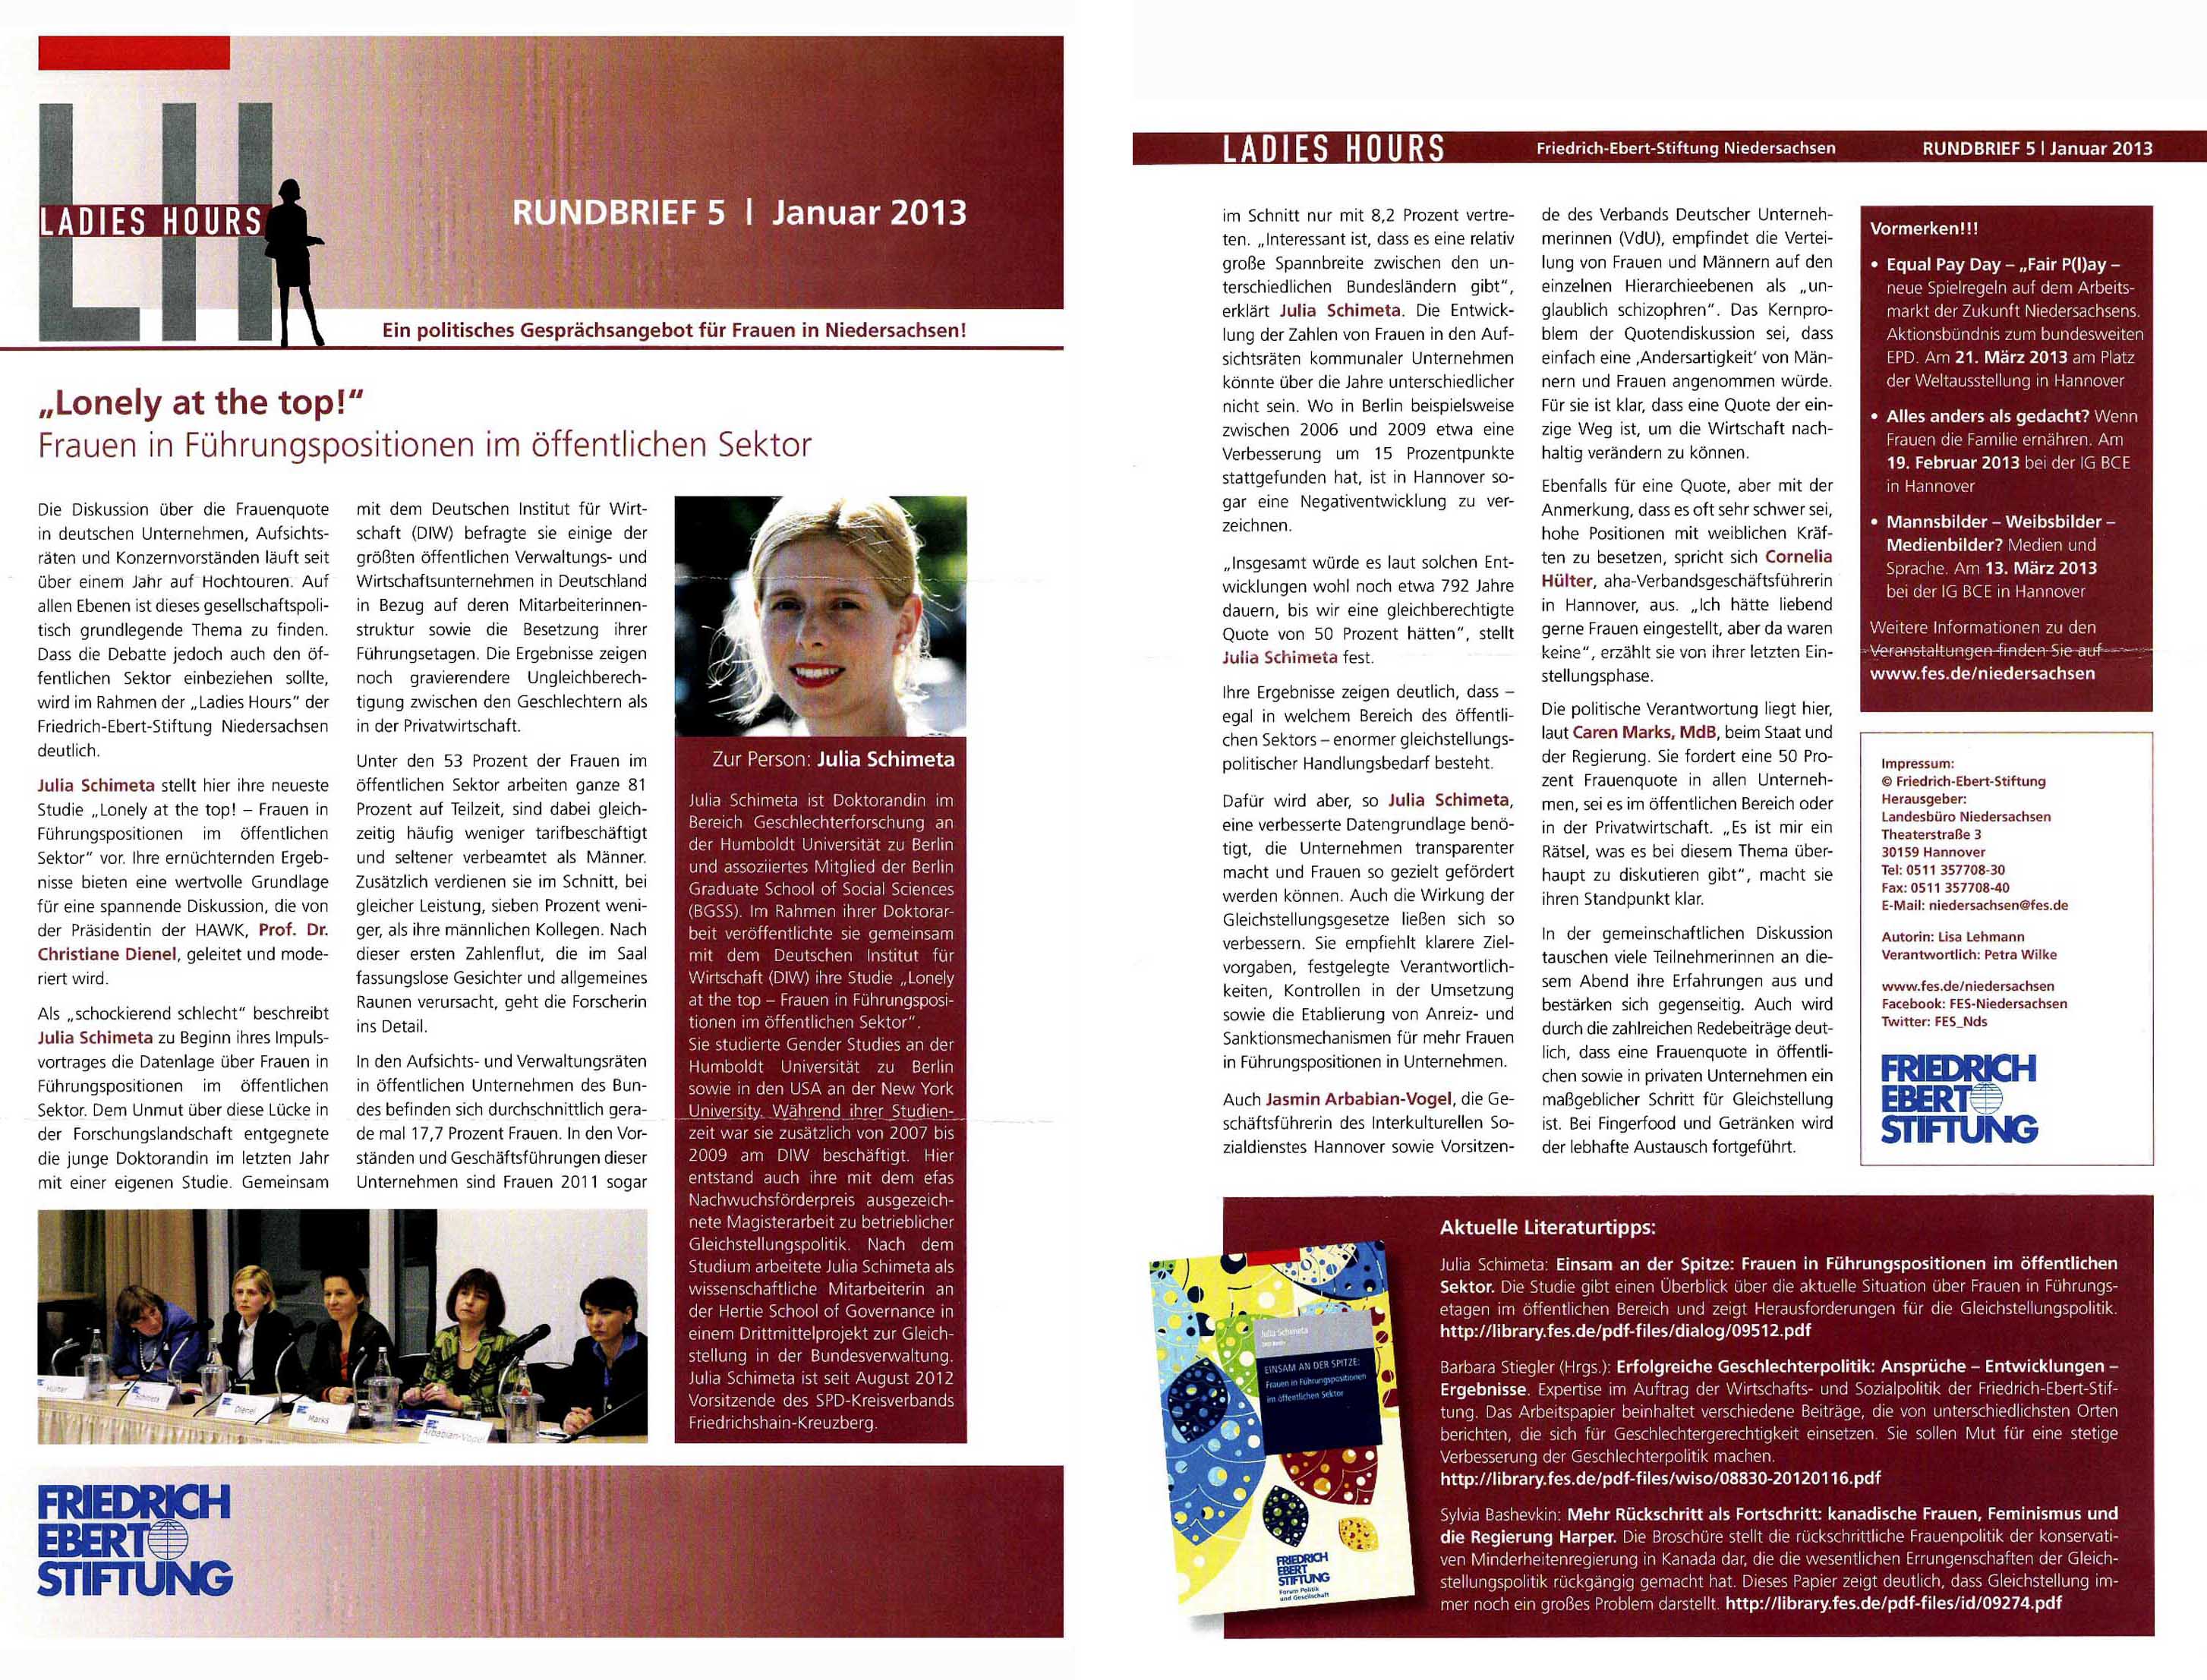 LADIES HOURS
RUNDBRIEF 5 | Januar 2013
Ein politisches Gesprächsangebot für Frauen in Niedersachsen!
„Lonely at the top!“
Frauen in Führungspositionen im öffentlichen Sektor
Die Diskussion über die Frauenquote
in deutschen Unternehmen, Aufsichts-
räten und Konzernvorständen läuft seit
über einem Jahr auf Hochtouren. Auf
allen Ebenen ist dieses gesellschaftspoli-
tisch grundlegende Thema zu finden.
Dass die Debatte jedoch auch den öf-
fentlichen Sektor einbeziehen sollte,
wird im Rahmen der „Ladies Hours“ der
Friedrich-Ebert-Stiftung Niedersachsen
deutlich.
Julia Schimeta stellt hier ihre neueste
Studie „Lonely at the top! – Frauen in
Führungspositionen im öffentlichen
Sektor“ vor. Ihre ernüchternden Ergeb-
nisse bieten eine wertvolle Grundlage
für eine spannende Diskussion, die von
der Präsidentin der HAWK, Prof. Dr.
Christiane Dienel, geleitet und mode-
riert wird.
Als „schockierend schlecht“ beschreibt
Julia Schimeta zu Beginn ihres Impuls-
vortrages die Datenlage über Frauen in
Führungspositionen im öffentlichen
Sektor. Dem Unmut über diese Lücke in
der Forschungslandschaft entgegnete
die junge Doktorandin im letzten Jahr
mit einer eigenen Studie. Gemeinsam
mit dem Deutschen Institut für Wirt-
schaft (DIW) befragte sie einige der
größten öffentlichen Verwaltungs- und
Wirtschaftsunternehmen in Deutschland
in Bezug auf deren Mitarbeiterinnen-
struktur sowie die Besetzung ihrer
Führungsetagen. Die Ergebnisse zeigen
noch gravierendere Ungleichberech-
tigung zwischen den Geschlechtern als
in der Privatwirtschaft.
Unter den 53 Prozent der Frauen im
öffentlichen Sektor arbeiten ganze 81
Prozent auf Teilzeit, sind dabei gleich-
zeitig häufig weniger tarifbeschäftigt
und seltener verbeamtet als Männer.
Zusätzlich verdienen sie im Schnitt, bei
gleicher Leistung, sieben Prozent weni-
ger, als ihre männlichen Kollegen. Nach
dieser ersten Zahlenflut, die im Saal
fassungslose Gesichter und allgemeines
Raunen verursacht, geht die Forscherin
ins Detail.
In den Aufsichts- und Verwaltungsräten
in öffentlichen Unternehmen des Bun-
des befinden sich durchschnittlich gera-
de mal 17,7 Prozent Frauen. In den Vor-
ständen und Geschäftsführungen dieser
Unternehmen sind Frauen 2011 sogar
Zur Person: Julia Schimeta
Julia Schimeta ist Doktorandin im
Bereich Geschlechterforschung an
der Humboldt Universität zu Berlin
und assoziiertes Mitglied der Berlin
Graduate School of Social Sciences
(BGSS). Im Rahmen ihrer Doktorar-
beit veröffentlichte sie gemeinsam
mit dem Deutschen Institut für
Wirtschaft (DIW) ihre Studie „Lonely
at the top – Frauen in Führungsposi-
tionen im öffentlichen Sektor“.
Sie studierte Gender Studies an der
Humboldt Universität zu Berlin
sowie in den USA an der New York
University. Während ihrer Studien-
zeit war sie zusätzlich von 2007 bis
2009 am DIW beschäftigt. Hier
entstand auch ihre mit dem efas
Nachwuchsförderpreis ausgezeich-
nete Magisterarbeit zu betrieblicher
Gleichstellungspolitik. Nach dem
Studium arbeitete Julia Schimeta als
wissenschaftliche Mitarbeiterin an
der Hertie School of Governance in
einem Drittmittelprojekt zur Gleich-
stellung in der Bundesverwaltung.
Julia Schimeta ist seit August 2012
Vorsitzende des SPD-Kreisverbands
Friedrichshain-Kreuzberg.
Hülter
Schimeta
Dienel
Marks
Arbabian-Vogel
FRIEDRICH
EBERT
STIFTUNG
LADIES HOURS
Friedrich-Ebert-Stiftung Niedersachsen
RUNDBRIEF 5 | Januar 2013
im Schnitt nur mit 8,2 Prozent vertre-
ten. „Interessant ist, dass es eine relativ
große Spannbreite zwischen den un-
terschiedlichen Bundesländern gibt“,
erklärt Julia Schimeta. Die Entwick-
lung der Zahlen von Frauen in den Auf-
sichtsräten kommunaler Unternehmen
könnte über die Jahre unterschiedlicher
nicht sein. Wo in Berlin beispielsweise
zwischen 2006 und 2009 etwa eine
Verbesserung um 15 Prozentpunkte
stattgefunden hat, ist in Hannover so-
gar eine Negativentwicklung zu ver-
zeichnen.
„Insgesamt würde es laut solchen Ent-
wicklungen wohl noch etwa 792 Jahre
dauern, bis wir eine gleichberechtigte
Quote von 50 Prozent hätten“, stellt
Julia Schimeta fest.
Ihre Ergebnisse zeigen deutlich, dass –
egal in welchem Bereich des öffentli-
chen Sektors – enormer gleichstellungs-
politischer Handlungsbedarf besteht.
Dafür wird aber, so Julia Schimeta,
eine verbesserte Datengrundlage benö-
tigt, die Unternehmen transparenter
macht und Frauen so gezielt gefördert
werden können. Auch die Wirkung der
Gleichstellungsgesetze ließen sich so
verbessern. Sie empfiehlt klarere Ziel-
vorgaben, festgelegte Verantwortlich-
keiten, Kontrollen in der Umsetzung
sowie die Etablierung von Anreiz- und
Sanktionsmechanismen für mehr Frauen
in Führungspositionen in Unternehmen.
Auch Jasmin Arbabian-Vogel, die Ge-
schäftsführerin des Interkulturellen So-
zialdienstes Hannover sowie Vorsitzen-
de des Verbands Deutscher Unterneh-
merinnen (VdU), empfindet die Vertei-
lung von Frauen und Männern auf den
einzelnen Hierarchieebenen als „un-
glaublich schizophren“. Das Kernpro-
blem der Quotendiskussion sei, dass
einfach eine ‚Andersartigkeit‘ von Män-
nern und Frauen angenommen würde.
Für sie ist klar, dass eine Quote der ein-
zige Weg ist, um die Wirtschaft nach-
haltig verändern zu können.
Ebenfalls für eine Quote, aber mit der
Anmerkung, dass es oft sehr schwer sei,
hohe Positionen mit weiblichen Kräf-
ten zu besetzen, spricht sich Cornelia
Hülter, aha-Verbandsgeschäftsführerin
in Hannover, aus. „Ich hätte liebend
gerne Frauen eingestellt, aber da waren
keine“, erzählt sie von ihrer letzten Ein-
stellungsphase.
Die politische Verantwortung liegt hier,
laut Caren Marks, MdB, beim Staat und
der Regierung. Sie fordert eine 50 Pro-
zent Frauenquote in allen Unterneh-
men, sei es im öffentlichen Bereich oder
in der Privatwirtschaft. „Es ist mir ein
Rätsel, was es bei diesem Thema über-
haupt zu diskutieren gibt“, macht sie
ihren Standpunkt klar.
In der gemeinschaftlichen Diskussion
tauschen viele Teilnehmerinnen an die-
sem Abend ihre Erfahrungen aus und
bestärken sich gegenseitig. Auch wird
durch die zahlreichen Redebeiträge deut-
lich, dass eine Frauenquote in öffentli-
chen sowie in privaten Unternehmen ein
maßgeblicher Schritt für Gleichstellung
ist. Bei Fingerfood und Getränken wird
der lebhafte Austausch fortgeführt.
Vormerken!!!
• Equal Pay Day – „Fair P(l)ay –
neue Spielregeln auf dem Arbeits-
markt der Zukunft Niedersachsens.
Aktionsbündnis zum bundesweiten
EPD. Am 21. März 2013 am Platz
der Weltausstellung in Hannover
• Alles anders als gedacht? Wenn
Frauen die Familie ernähren. Am
19. Februar 2013 bei der IG BCE
in Hannover
• Mannsbilder – Weibsbilder –
Medienbilder? Medien und
Sprache. Am 13. März 2013
bei der IG BCE in Hannover
Weitere Informationen zu den
Veranstaltungen finden Sie auf
www.fes.de/niedersachsen
Impressum:
© Friedrich-Ebert-Stiftung
Herausgeber:
Landesbüro Niedersachsen
Theaterstraße 3
30159 Hannover
Tel: 0511 357708-30
Fax: 0511 357708-40
E-Mail: niedersachsen@fes.de
Autorin: Lisa Lehmann
Verantwortlich: Petra Wilke
www.fes.de/niedersachsen
Facebook: FES-Niedersachsen
Twitter: FES_Nds
FRIEDRICH
EBERT
STIFTUNG
Julia Schimeta
EINSAM AN DER SPITZE:
Frauen in Führungspositionen
im öffentlichen Sektor
FRIEDRICH
EBERT
STIFTUNG
Forum Politik
und Gesellschaft
Aktuelle Literaturtipps:
Julia Schimeta: Einsam an der Spitze: Frauen in Führungspositionen im öffentlichen
Sektor. Die Studie gibt einen Überblick über die aktuelle Situation über Frauen in Führungs-
etagen im öffentlichen Bereich und zeigt Herausforderungen für die Gleichstellungspolitik.
http://library.fes.de/pdf-files/dialog/09512.pdf
Barbara Stiegler (Hrgs.): Erfolgreiche Geschlechterpolitik: Ansprüche – Entwicklungen –
Ergebnisse. Expertise im Auftrag der Wirtschafts- und Sozialpolitik der Friedrich-Ebert-Stif-
tung. Das Arbeitspapier beinhaltet verschiedene Beiträge, die von unterschiedlichsten Orten
berichten, die sich für Geschlechtergerechtigkeit einsetzen. Sie sollen Mut für eine stetige
Verbesserung der Geschlechterpolitik machen.
http://library.fes.de/pdf-files/wiso/08830-20120116.pdf
Sylvia Bashevkin: Mehr Rückschritt als Fortschritt: kanadische Frauen, Feminismus und
die Regierung Harper. Die Broschüre stellt die rückschrittliche Frauenpolitik der konservati-
ven Minderheitenregierung in Kanada dar, die die wesentlichen Errungenschaften der Gleich-
stellungspolitik rückgängig gemacht hat. Dieses Papier zeigt deutlich, dass Gleichstellung im-
mer noch ein großes Problem darstellt. http://library.fes.de/pdf-files/id/09274.pdf